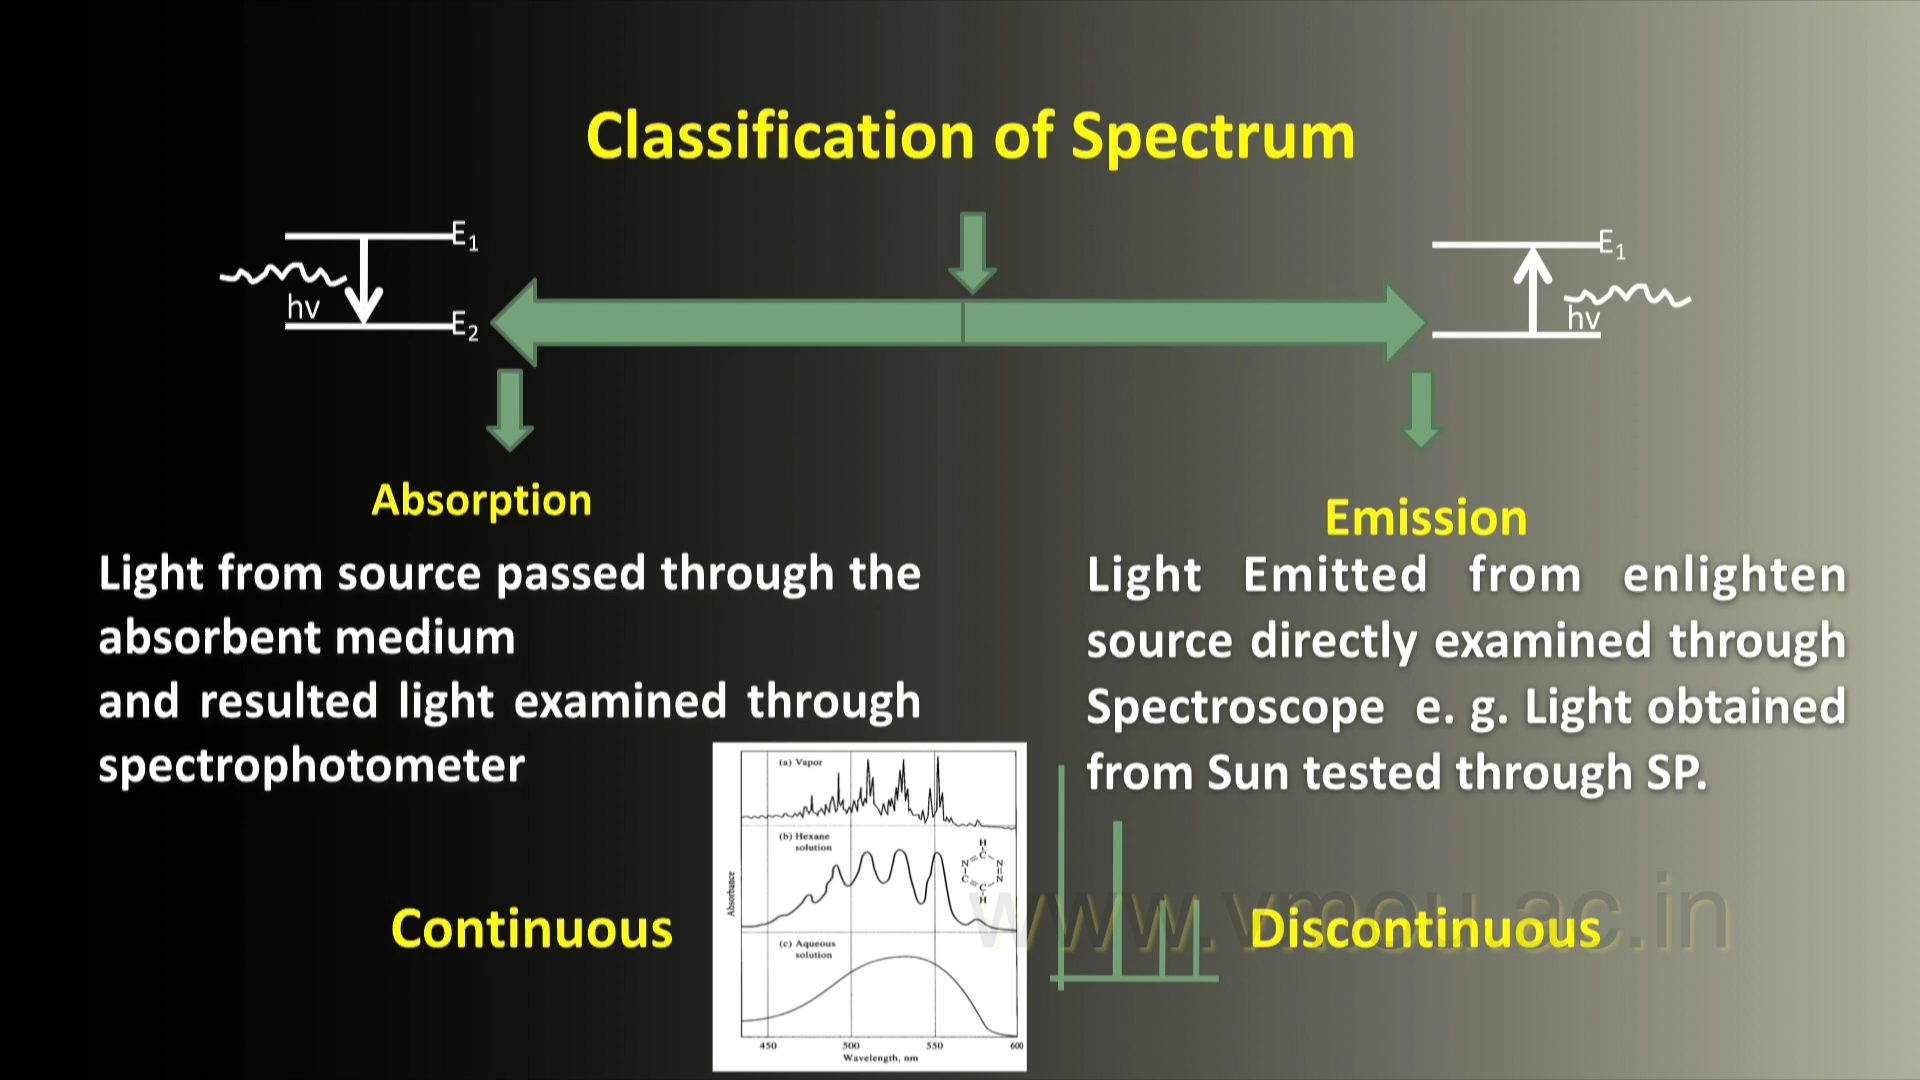 Classification of Spectrum
E1
hν
E2
E1
hν
Absorption
Light from source passed through the
absorbent medium
and resulted light examined through
spectrophotometer
Emission
Light Emitted from enlighten
source directly examined through
Spectroscope e. g. Light obtained
from Sun tested through SP.
Continuous
(a) Vapor
(b) Hexane
solution
H
C
N N
C N
C
H
Absorbance
(c) Aqueous
solution
450 500 550 600
Wavelength, nm
www.vmou.ac.in
Discontinuous